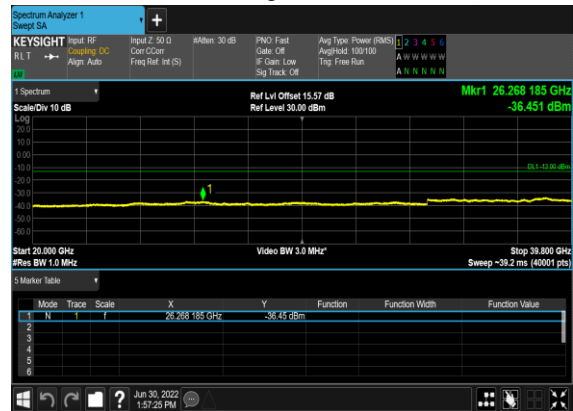 Spectrum Analyzer 1
Swept SA
+
KEYSIGHT Input: RF Input Z: 50 Ω #Atten: 30 dB PNO: Fast Avg Type: Power (RMS) 1 2 3 4 5 6
RLT Coupling: DC Corr CCorr Gate: Off Avg|Hold: 100/100 A W W W W W
Align: Auto Freq Ref: Int (S) IF Gain: Low Trig: Free Run
LXI Sig Track: Off A N N N N N
1 Spectrum Ref Lvl Offset 15.57 dB Mkr1 26.268 185 GHz
Scale/Div 10 dB Ref Level 30.00 dBm -36.451 dBm
Log
20.0
10.0
0.00
-10.0 DL1 -13.00 dBm
-20.0
-30.0 1
-40.0
-50.0
-60.0
Start 20.000 GHz Video BW 3.0 MHz* Stop 39.800 GHz
#Res BW 1.0 MHz Sweep ~39.2 ms (40001 pts)
5 Marker Table
Mode Trace Scale X Y Function Function Width Function Value
1 N 1 f 26.268 185 GHz -36.45 dBm
2
3
4
5
6
? Jun 30, 2022
1:57:25 PM